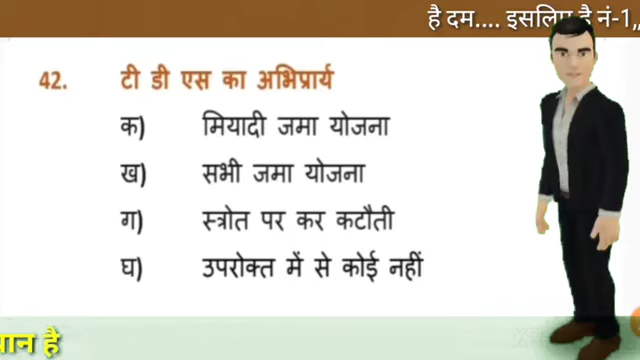 है दम.... इसलिए है नं-1,,
42. टी डी एस का अभिप्रार्य
क) मियादी जमा योजना
ख) सभी जमा योजना
ग) स्त्रोत पर कर कटौती
घ) उपरोक्त में से कोई नहीं
है